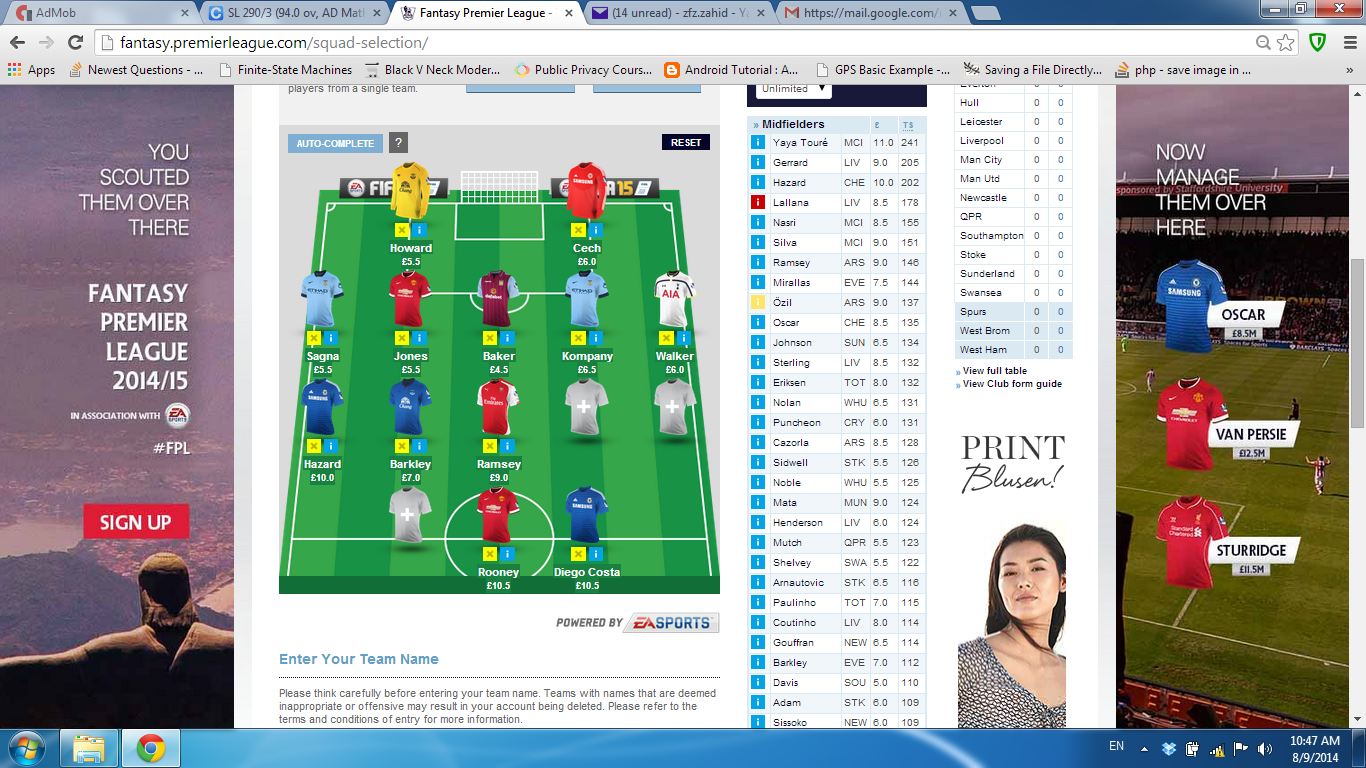 AdMob
SL 290/3 (94.0 ov, AD Mat
Fantasy Premier League -
(14 unread) - zfz.zahid - Ya
https://mail.google.com/
fantasy.premierleague.com/squad-selection/
Apps
Newest Questions - ...
Finite-State Machines
Black V Neck Moder...
Public Privacy Cours...
Android Tutorial : A...
GPS Basic Example -...
Saving a File Directly...
php - save image in ...
»
YOU
SCOUTED
THEM OVER
THERE
FANTASY
PREMIER
LEAGUE
2014/15
IN ASSOCIATION WITH EA SPORTS
#FPL
SIGN UP
players from a single team.
AUTO-COMPLETE
?
RESET
Howard
£5.5
Cech
£6.0
Sagna
£5.5
Jones
£5.5
Baker
£4.5
Kompany
£6.5
Walker
£6.0
Hazard
£10.0
Barkley
£7.0
Ramsey
£9.0
Rooney
£10.5
Diego Costa
£10.5
POWERED BY EA SPORTS
Enter Your Team Name
Please think carefully before entering your team name. Teams with names that are deemed
inappropriate or offensive may result in your account being deleted. Please refer to the
terms and conditions of entry for more information.
Unlimited
» Midfielders £ TS
Yaya Touré MCI 11.0 241
Gerrard LIV 9.0 205
Hazard CHE 10.0 202
Lallana LIV 8.5 178
Nasri MCI 8.5 155
Silva MCI 9.0 151
Ramsey ARS 9.0 146
Mirallas EVE 7.5 144
Özil ARS 9.0 137
Oscar CHE 8.5 135
Johnson SUN 6.5 134
Sterling LIV 8.5 132
Eriksen TOT 8.0 132
Nolan WHU 6.5 131
Puncheon CRY 6.0 131
Cazorla ARS 8.5 128
Sidwell STK 5.5 126
Noble WHU 5.5 125
Mata MUN 9.0 124
Henderson LIV 6.0 124
Mutch QPR 5.5 123
Shelvey SWA 5.5 122
Arnautovic STK 6.5 116
Paulinho TOT 7.0 115
Coutinho LIV 8.0 114
Gouffran NEW 6.5 114
Barkley EVE 7.0 112
Davis SOU 5.0 110
Adam STK 6.0 109
Sissoko NEW 6.0 109
Everton 0 0
Hull 0 0
Leicester 0 0
Liverpool 0 0
Man City 0 0
Man Utd 0 0
Newcastle 0 0
QPR 0 0
Southampton 0 0
Stoke 0 0
Sunderland 0 0
Swansea 0 0
Spurs 0 0
West Brom 0 0
West Ham 0 0
» View full table
» View Club form guide
PRINT
Blusen!
NOW
MANAGE
THEM OVER
HERE
sponsored by Staffordshire University
SAMSUNG
OSCAR
£8.5M
VAN PERSIE
£12.5M
STURRIDGE
£11.5M
EN
10:47 AM
8/9/2014